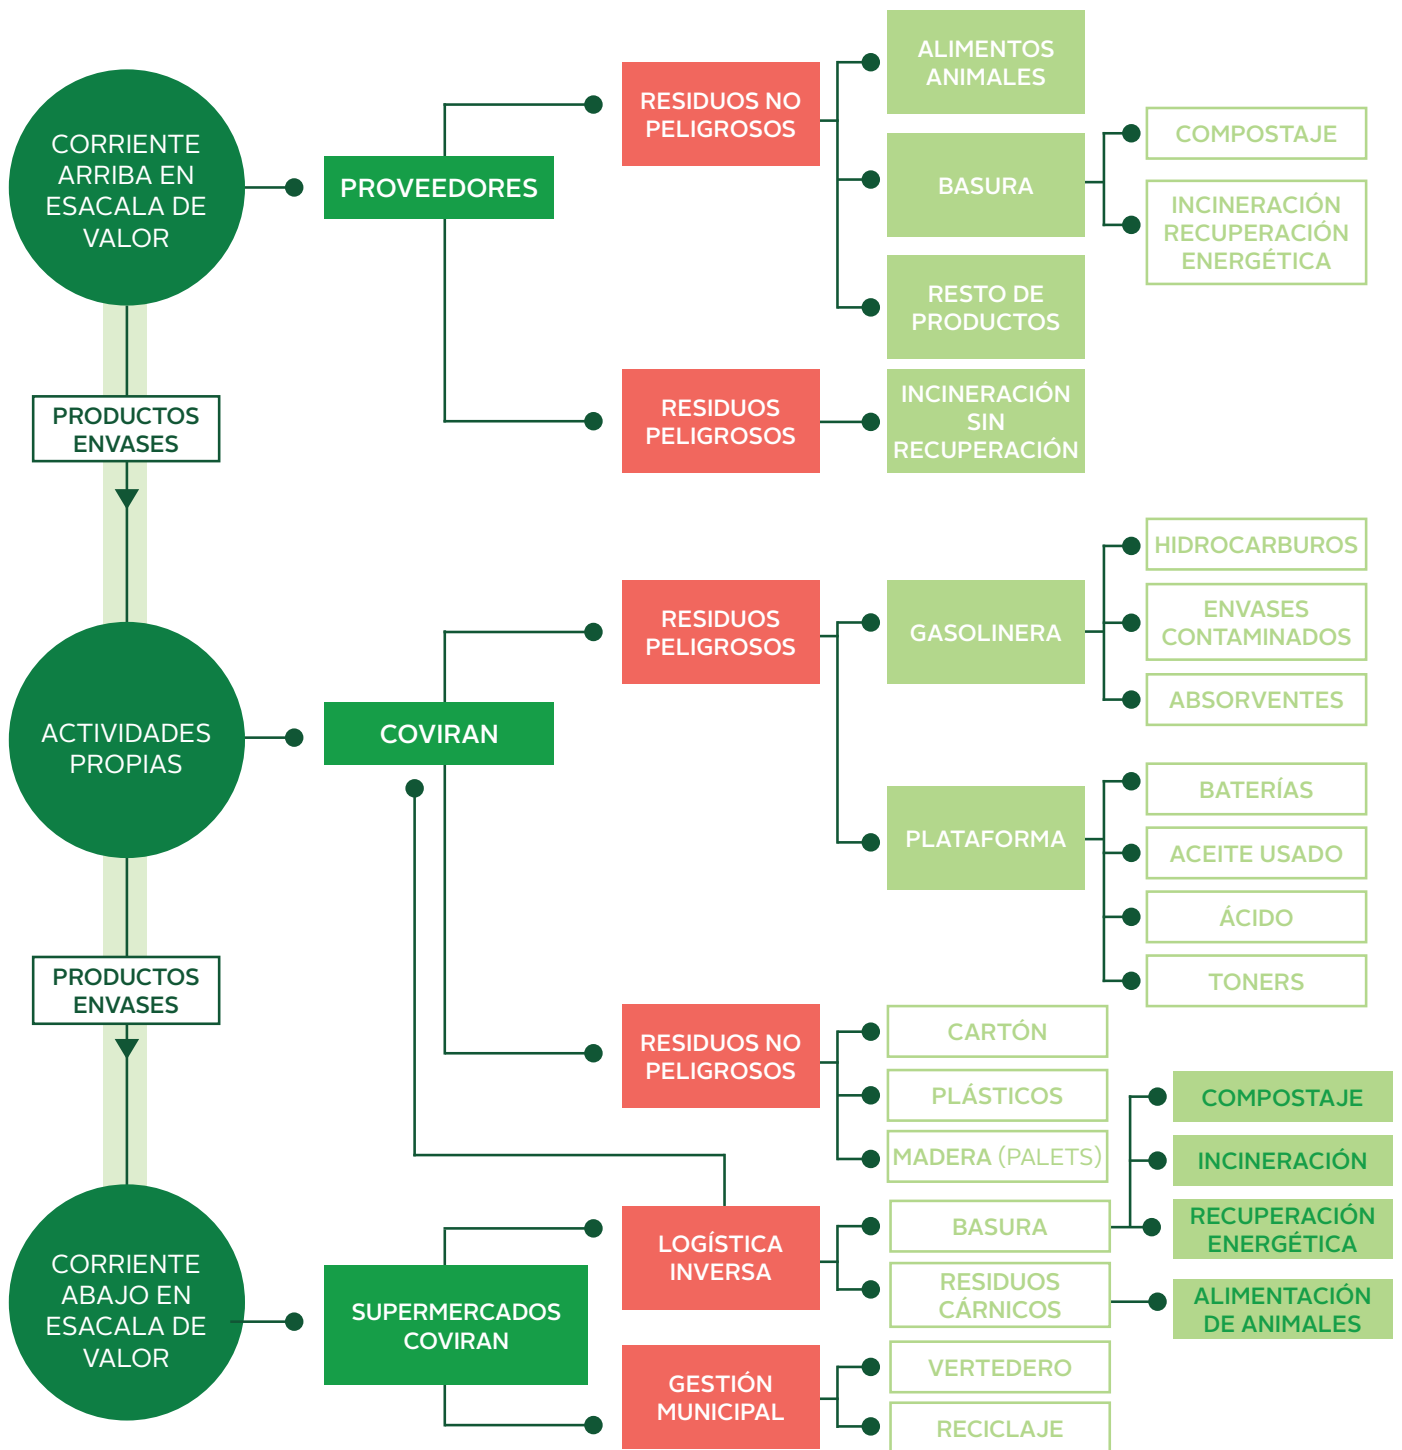 CORRIENTE
ARRIBA EN
ESACALA DE
VALOR
PROVEEDORES
RESIDUOS NO
PELIGROSOS
ALIMENTOS
ANIMALES
BASURA
COMPOSTAJE
INCINERACIÓN
RECUPERACIÓN
ENERGÉTICA
RESTO DE
PRODUCTOS
RESIDUOS
PELIGROSOS
INCINERACIÓN
SIN
RECUPERACIÓN
PRODUCTOS
ENVASES
ACTIVIDADES
PROPIAS
COVIRAN
RESIDUOS
PELIGROSOS
GASOLINERA
HIDROCARBUROS
ENVASES
CONTAMINADOS
ABSORVENTES
PLATAFORMA
BATERÍAS
ACEITE USADO
ÁCIDO
TONERS
RESIDUOS NO
PELIGROSOS
CARTÓN
PLÁSTICOS
MADERA (PALETS)
PRODUCTOS
ENVASES
CORRIENTE
ABAJO EN
ESACALA DE
VALOR
SUPERMERCADOS
COVIRAN
LOGÍSTICA
INVERSA
BASURA
COMPOSTAJE
INCINERACIÓN
RECUPERACIÓN
ENERGÉTICA
RESIDUOS
CÁRNICOS
ALIMENTACIÓN
DE ANIMALES
GESTIÓN
MUNICIPAL
VERTEDERO
RECICLAJE